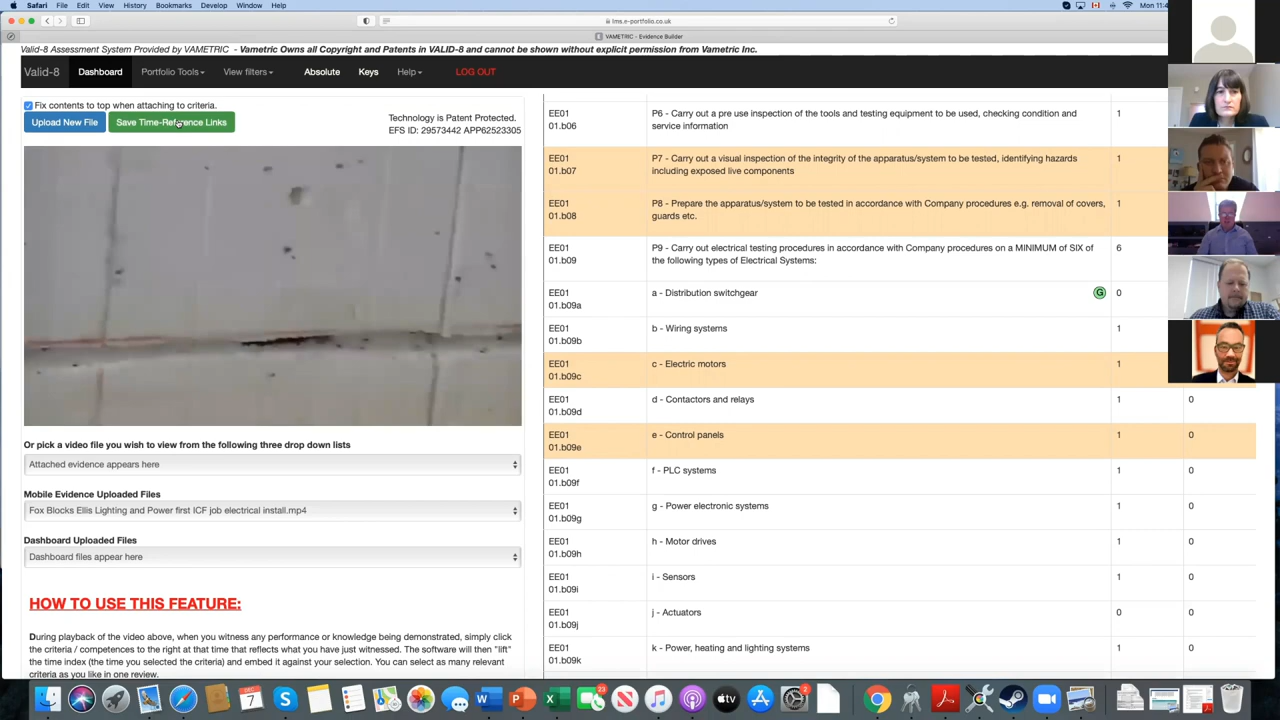 Safari File Edit View History Bookmarks Develop Window Help
Mon 11:4
lms.e-portfolio.co.uk
VAMETRIC - Evidence Builder
Valid-8 Assessment System Provided by VAMETRIC - Vametric Owns all Copyright and Patents in VALID-8 and cannot be shown without explicit permission from Vametric Inc.
Valid-8 Dashboard Portfolio Tools View filters Absolute Keys Help LOG OUT
Fix contents to top when attaching to criteria.
Upload New File Save Time-Reference Links
Technology is Patent Protected.
EFS ID: 29573442 APP62523305
Or pick a video file you wish to view from the following three drop down lists
Attached evidence appears here
Mobile Evidence Uploaded Files
Fox Blocks Ellis Lighting and Power first ICF job electrical install.mp4
Dashboard Uploaded Files
Dashboard files appear here
HOW TO USE THIS FEATURE:
During playback of the video above, when you witness any performance or knowledge being demonstrated, simply click
the criteria / competences to the right at that time that reflects what you have just witnessed. The software will then "lift"
the time index (the time you selected the criteria) and embed it against your selection. You can select as many relevant
criteria as you like in one review.
EE01 P6 - Carry out a pre use inspection of the tools and testing equipment to be used, checking condition and 1
01.b06 service information
EE01 P7 - Carry out a visual inspection of the integrity of the apparatus/system to be tested, identifying hazards 1
01.b07 including exposed live components
EE01 P8 - Prepare the apparatus/system to be tested in accordance with Company procedures e.g. removal of covers, 1
01.b08 guards etc.
EE01 P9 - Carry out electrical testing procedures in accordance with Company procedures on a MINIMUM of SIX of 6
01.b09 the following types of Electrical Systems:
EE01 a - Distribution switchgear G 0
01.b09a
EE01 b - Wiring systems 1
01.b09b
EE01 c - Electric motors 1
01.b09c
EE01 d - Contactors and relays 1 0
01.b09d
EE01 e - Control panels 1 0
01.b09e
EE01 f - PLC systems 1 0
01.b09f
EE01 g - Power electronic systems 1 0
01.b09g
EE01 h - Motor drives 1 0
01.b09h
EE01 i - Sensors 1 0
01.b09i
EE01 j - Actuators 0 0
01.b09j
EE01 k - Power, heating and lighting systems 1 0
01.b09k
DEC
7
23
tv
2